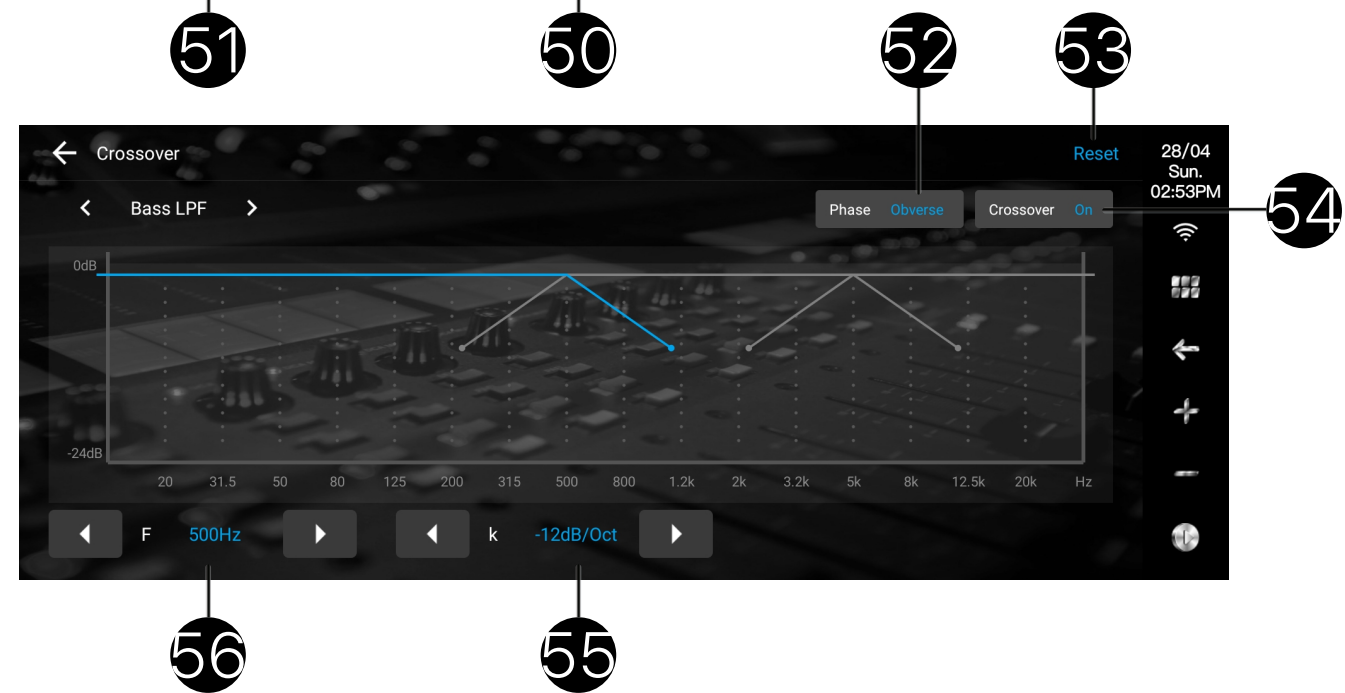 51 50 52 53
Crossover Reset 28/04
Sun.
02:53PM
Bass LPF Phase Obverse Crossover On 54
0dB
-24dB
20 31.5 50 80 125 200 315 500 800 1.2k 2k 3.2k 5k 8k 12.5k 20k Hz
F 500Hz k -12dB/Oct
56 55